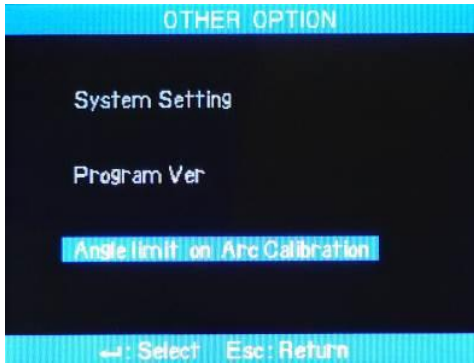 OTHER OPTION
System Setting
Program Ver
Angle limit on Arc Calibration
↵: Select Esc: Return